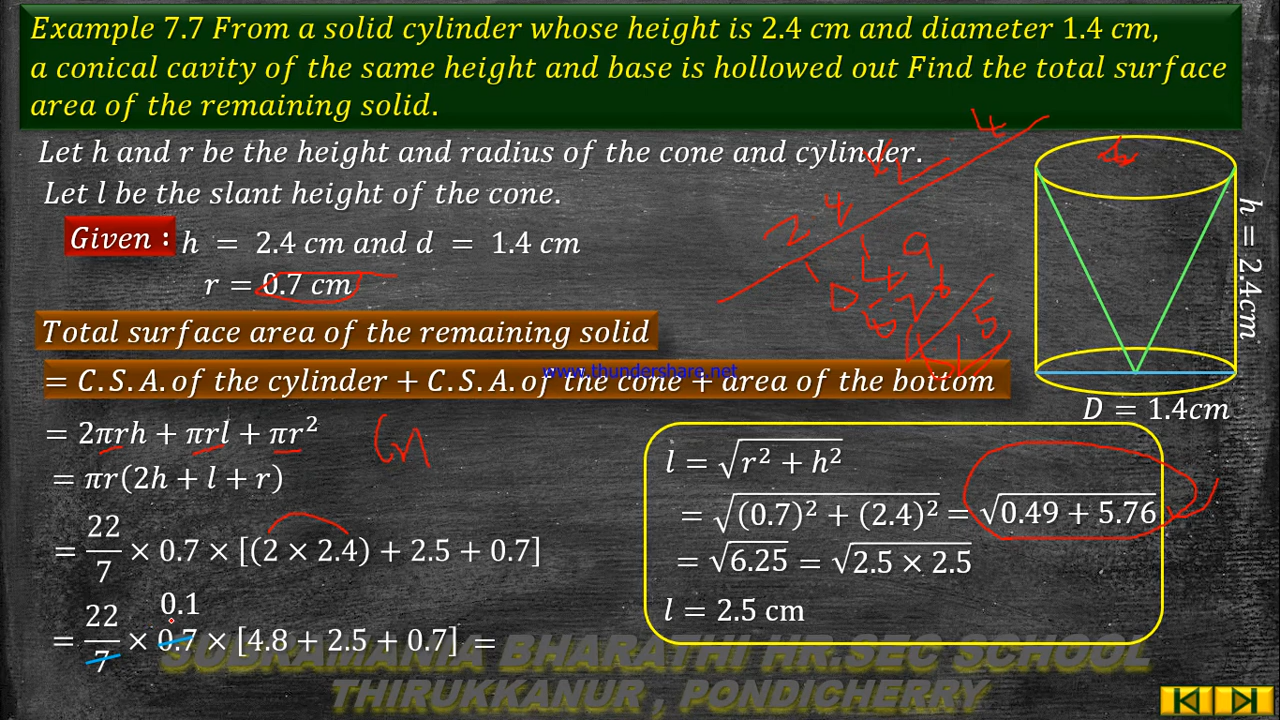 Example 7.7 From a solid cylinder whose height is 2.4 cm and diameter 1.4 cm,
a conical cavity of the same height and base is hollowed out Find the total surface
area of the remaining solid.
Let h and r be the height and radius of the cone and cylinder.
Let l be the slant height of the cone.
Given : h = 2.4 cm and d = 1.4 cm
r = 0.7 cm
Total surface area of the remaining solid
= C.S.A. of the cylinder + C.S.A. of the cone + area of the bottom
www.thundershare.net
= 2πrh + πrl + πr²
= πr(2h + l + r)
= 22/7 × 0.7 × [(2 × 2.4) + 2.5 + 0.7]
0.1
= 22/7 × 0.7 × [4.8 + 2.5 + 0.7] =
h = 2.4cm
D = 1.4cm
l = √(r² + h²)
= √((0.7)² + (2.4)²) = √(0.49 + 5.76)
= √6.25 = √(2.5 × 2.5)
l = 2.5 cm
SUBRAMANIA BHARATHI HR.SEC SCHOOL
THIRUKKANUR , PONDICHERRY